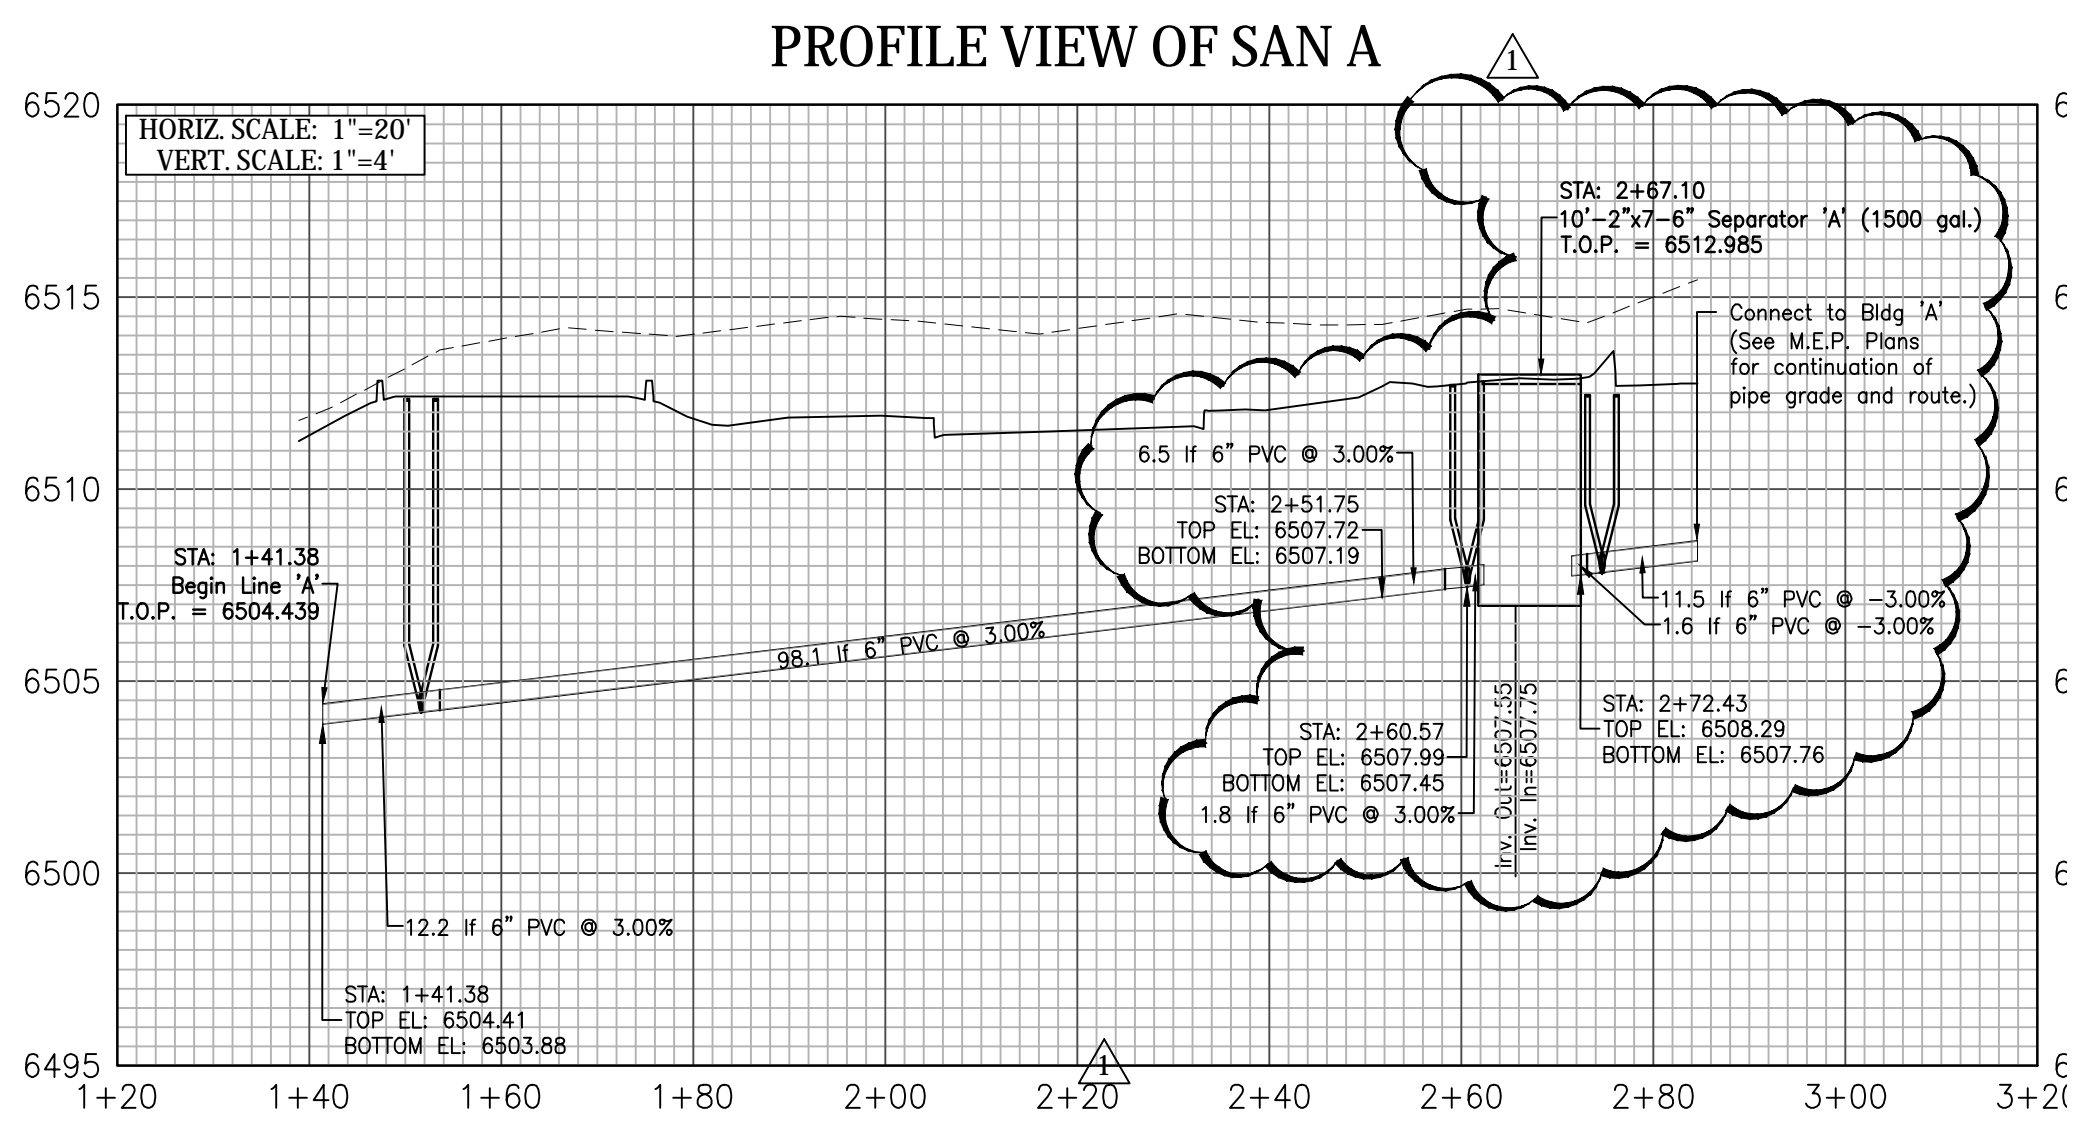 PROFILE VIEW OF SAN A
1
6520
HORIZ. SCALE: 1"=20'
VERT. SCALE: 1"=4'
STA: 2+67.10
10'-2"x7-6" Separator 'A' (1500 gal.)
T.O.P. = 6512.985
6515
Connect to Bldg 'A'
(See M.E.P. Plans
for continuation of
pipe grade and route.)
6.5 lf 6" PVC @ 3.00%
6510
STA: 2+51.75
TOP EL: 6507.72
BOTTOM EL: 6507.19
STA: 1+41.38
Begin Line 'A'
T.O.P. = 6504.439
11.5 lf 6" PVC @ -3.00%
1.6 lf 6" PVC @ -3.00%
98.1 lf 6" PVC @ 3.00%
6505
Inv. Out=6507.55
Inv. In=6507.75
STA: 2+72.43
TOP EL: 6508.29
BOTTOM EL: 6507.76
STA: 2+60.57
TOP EL: 6507.99
BOTTOM EL: 6507.45
1.8 lf 6" PVC @ 3.00%
6500
12.2 lf 6" PVC @ 3.00%
STA: 1+41.38
TOP EL: 6504.41
BOTTOM EL: 6503.88
6495
1
1+20 1+40 1+60 1+80 2+00 2+20 2+40 2+60 2+80 3+00 3+20